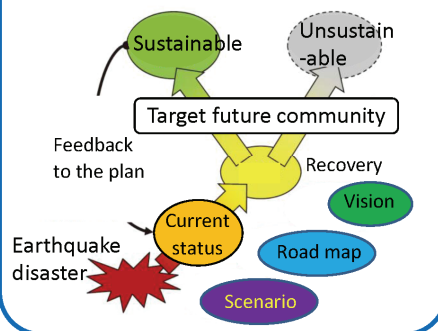 Sustainable
Unsustain
-able
Target future community
Feedback
to the plan
Recovery
Vision
Current
status
Earthquake
disaster
Road map
Scenario